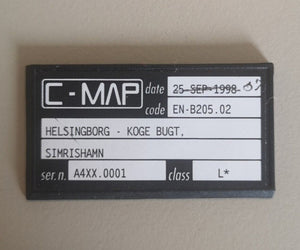 C-MAP date 25-SEP-1998
code EN-B205.02
HELSINGBORG - KOGE BUGT,
SIMRISHAMN
ser.n. A4XX.0001 class L*